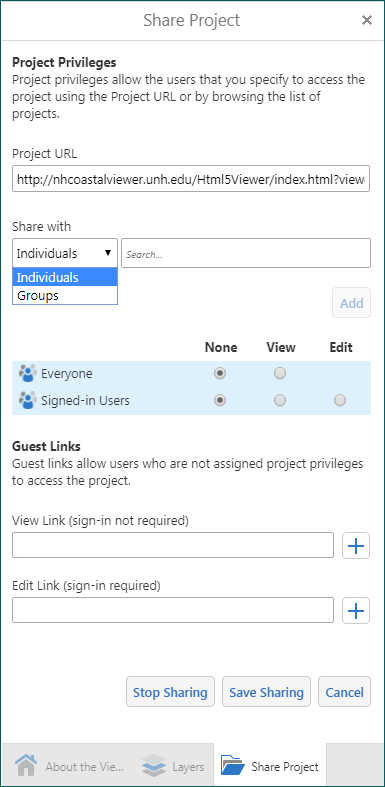 Share Project
Project Privileges
Project privileges allow the users that you specify to access the
project using the Project URL or by browsing the list of
projects.
Project URL
http://nhcoastalviewer.unh.edu/Html5Viewer/index.html?view
Share with
Individuals
Search...
Individuals
Groups
Add
None View Edit
Everyone
Signed-in Users
Guest Links
Guest links allow users who are not assigned project privileges
to access the project.
View Link (sign-in not required)
Edit Link (sign-in required)
Stop Sharing Save Sharing Cancel
About the Vie... Layers Share Project